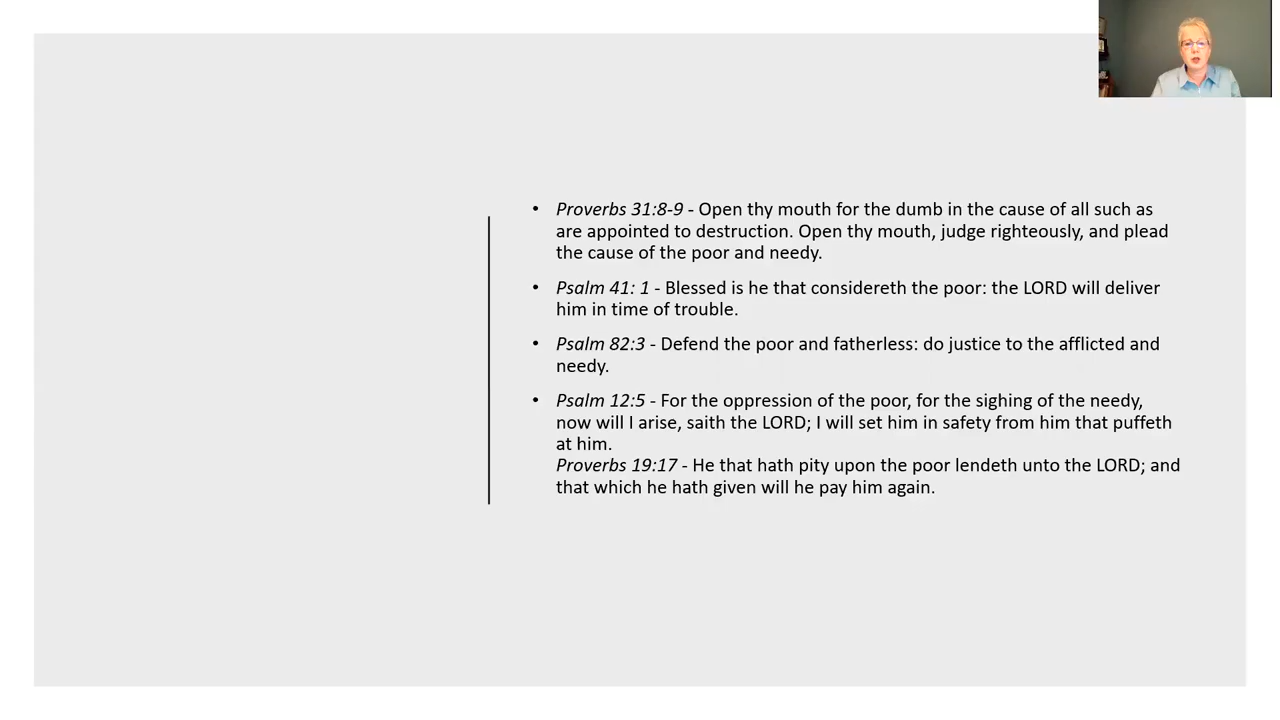 • Proverbs 31:8-9 - Open thy mouth for the dumb in the cause of all such as
are appointed to destruction. Open thy mouth, judge righteously, and plead
the cause of the poor and needy.
• Psalm 41: 1 - Blessed is he that considereth the poor: the LORD will deliver
him in time of trouble.
• Psalm 82:3 - Defend the poor and fatherless: do justice to the afflicted and
needy.
• Psalm 12:5 - For the oppression of the poor, for the sighing of the needy,
now will I arise, saith the LORD; I will set him in safety from him that puffeth
at him.
Proverbs 19:17 - He that hath pity upon the poor lendeth unto the LORD; and
that which he hath given will he pay him again.